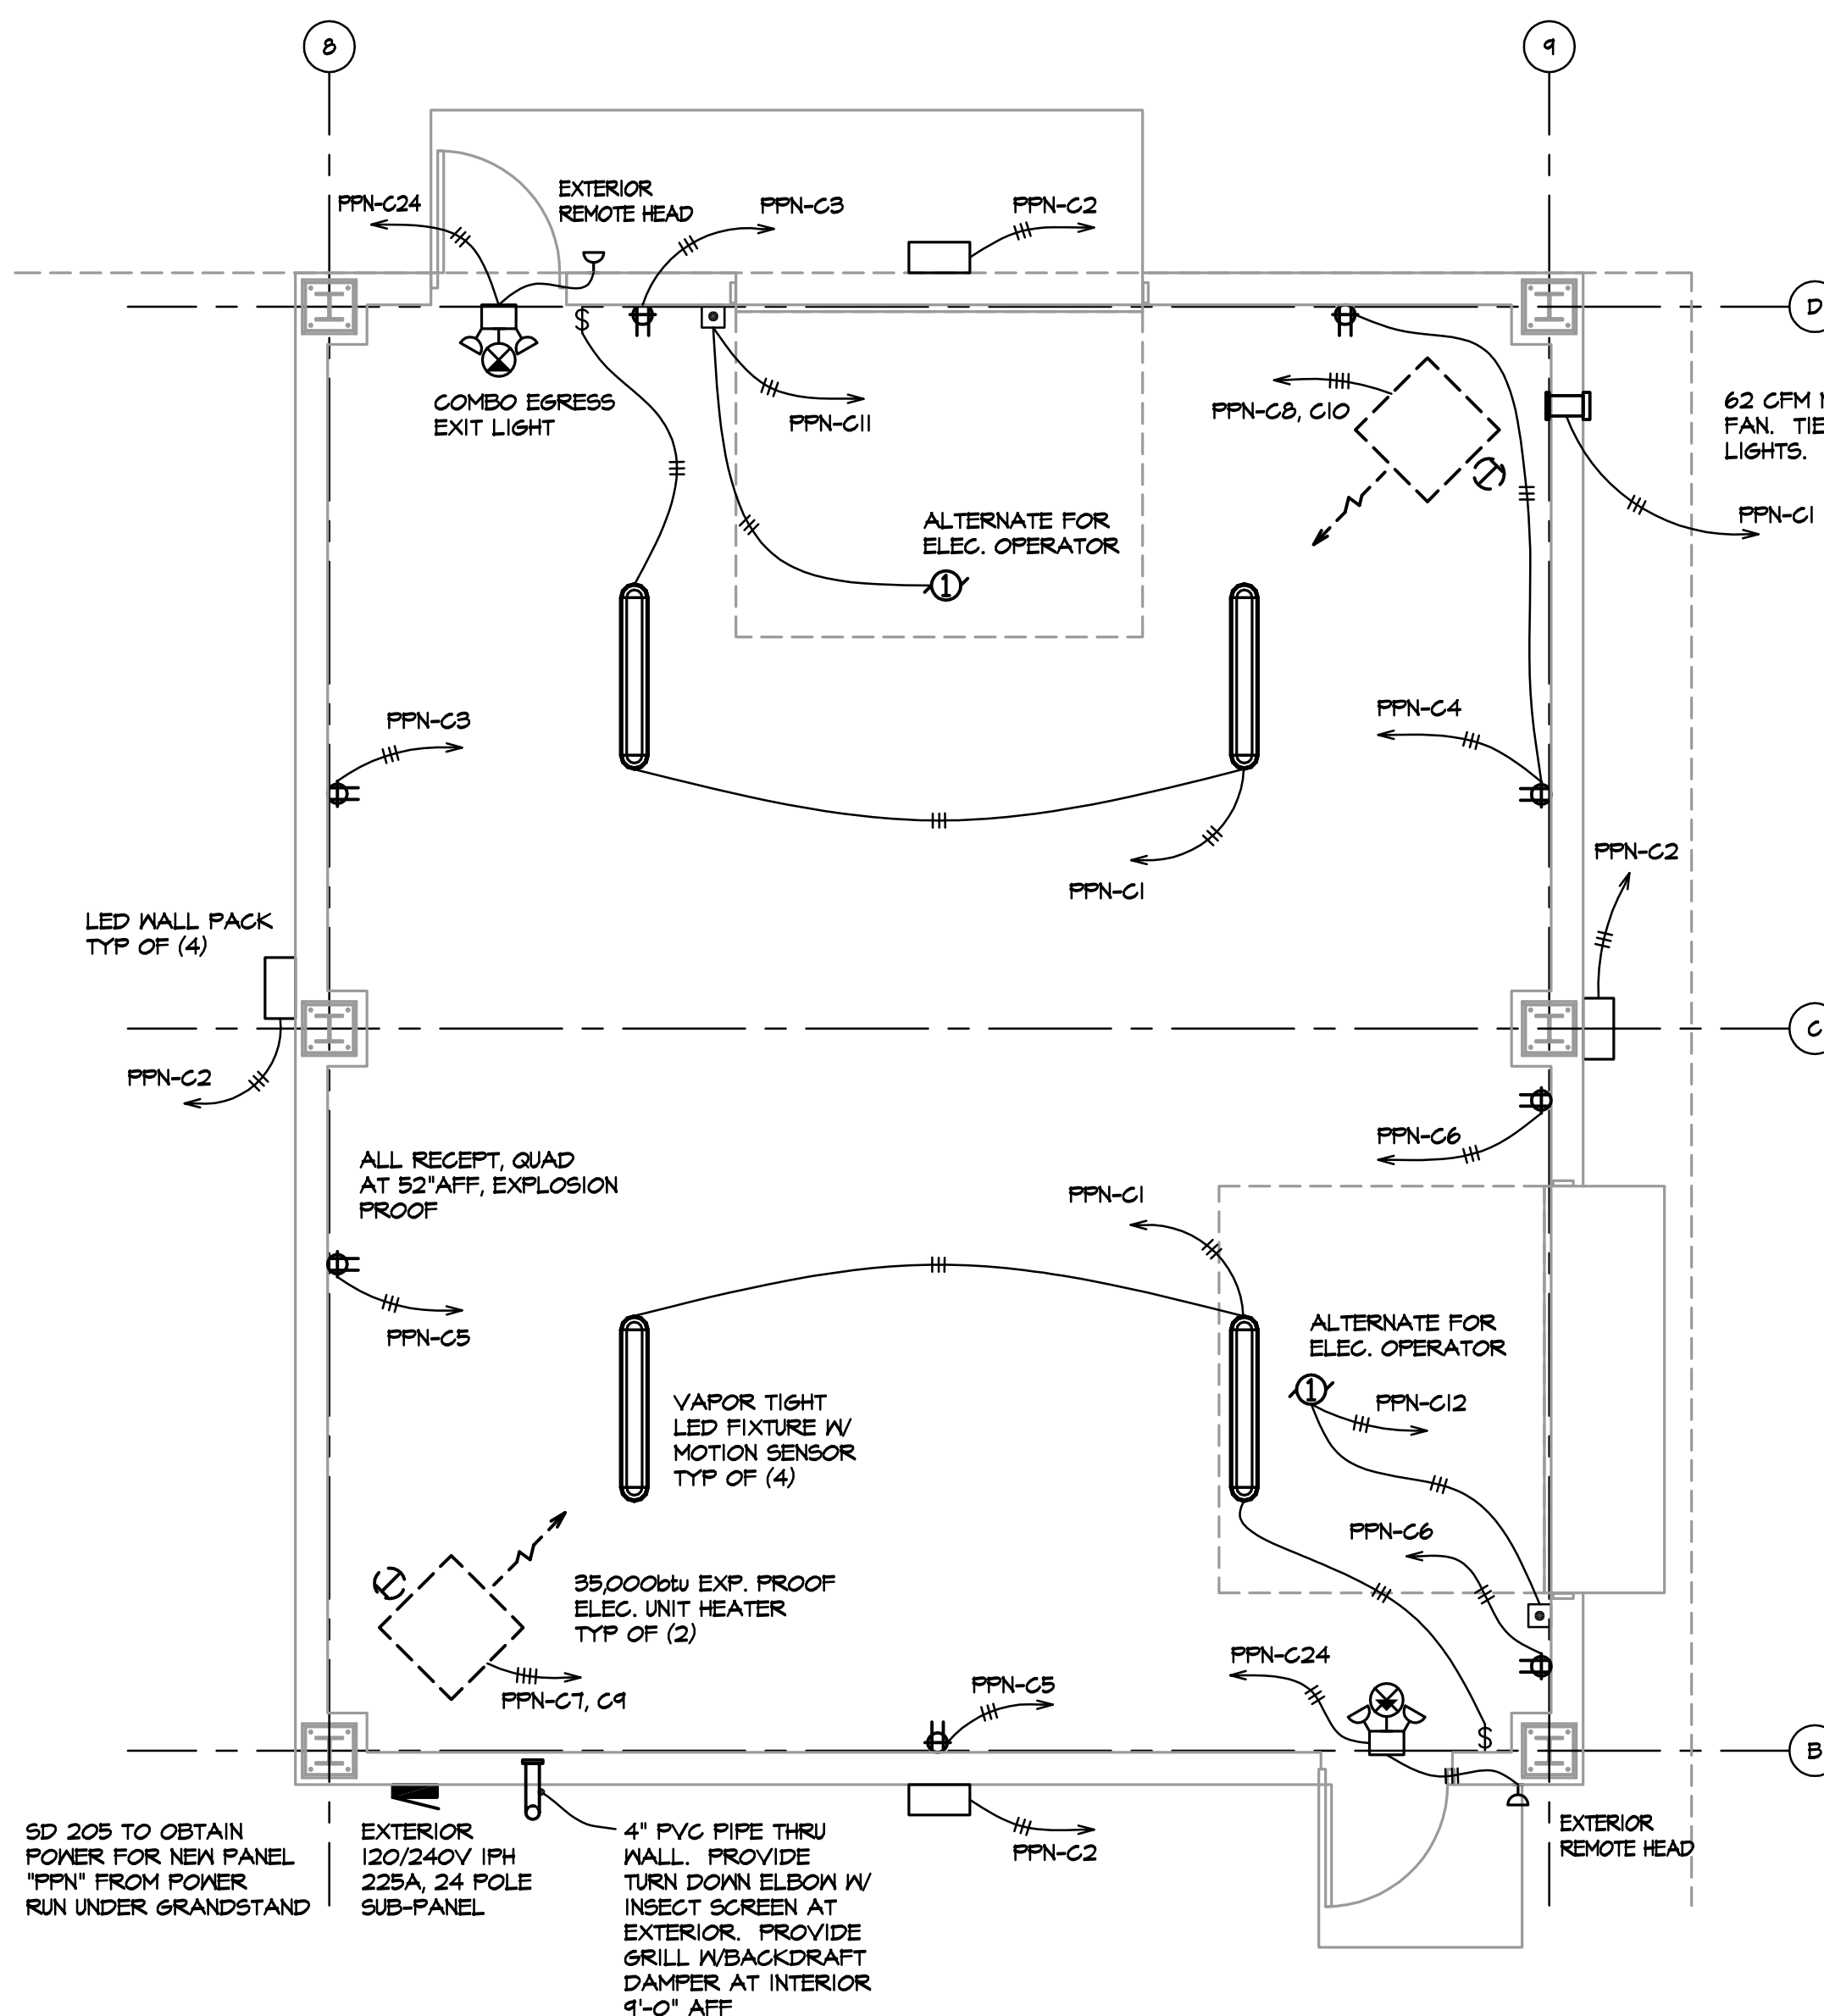 8
9
PPN-C24
EXTERIOR
REMOTE HEAD
PPN-C3
PPN-C2
D
$
COMBO EGRESS
EXIT LIGHT
PPN-C11
PPN-C8, C10
62 CFM
FAN. TIE
LIGHTS.
PPN-C1
ALTERNATE FOR
ELEC. OPERATOR
1
PPN-C3
PPN-C4
PPN-C1
PPN-C2
LED WALL PACK
TYP OF (4)
C
PPN-C2
PPN-C6
ALL RECEPT, QUAD
AT 52"AFF, EXPLOSION
PROOF
PPN-C1
PPN-C5
ALTERNATE FOR
ELEC. OPERATOR
1
PPN-C12
VAPOR TIGHT
LED FIXTURE W/
MOTION SENSOR
TYP OF (4)
PPN-C6
35,000btu EXP. PROOF
ELEC. UNIT HEATER
TYP OF (2)
PPN-C24
PPN-C7, C9
PPN-C5
$
B
SD 205 TO OBTAIN
POWER FOR NEW PANEL
"PPN" FROM POWER
RUN UNDER GRANDSTAND
EXTERIOR
120/240V 1PH
225A, 24 POLE
SUB-PANEL
4" PVC PIPE THRU
WALL. PROVIDE
TURN DOWN ELBOW W/
INSECT SCREEN AT
EXTERIOR. PROVIDE
GRILL W/BACKDRAFT
DAMPER AT INTERIOR
9'-0" AFF
PPN-C2
EXTERIOR
REMOTE HEAD